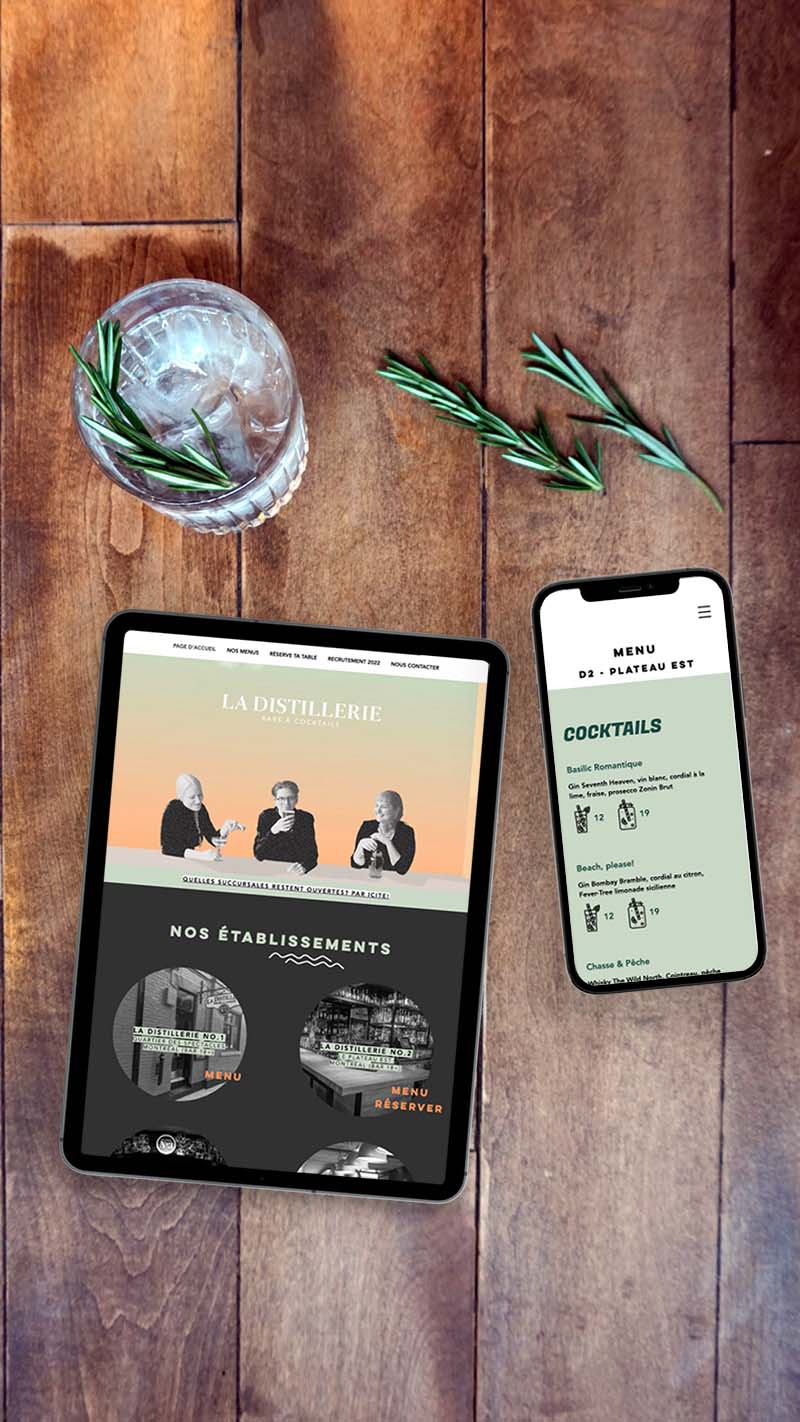 PAGE D'ACCUEIL NOS MENUS RÉSERVE TA TABLE RECRUTEMENT 2022 NOUS CONTACTER
LA DISTILLERIE
BARS À COCKTAILS
QUELLES SUCCURSALES RESTENT OUVERTES? PAR ICITE!
NOS ÉTABLISSEMENTS
LA DISTILLERIE NO.1
QUARTIER DES SPECTACLES
MONTRÉAL (BAR 18+)
MENU
LA DISTILLERIE NO.2
LE PLATEAU EST
MONTRÉAL (BAR 18+)
MENU
RÉSERVER
MENU
D2 - PLATEAU EST
COCKTAILS
Basilic Romantique
Gin Seventh Heaven, vin blanc, cordial à la
lime, fraise, prosecco Zonin Brut
12 19
Beach, please!
Gin Bombay Bramble, cordial au citron,
Fever-Tree limonade sicilienne
12 19
Chasse & Pêche
Whisky The Wild North, Cointreau, pêche